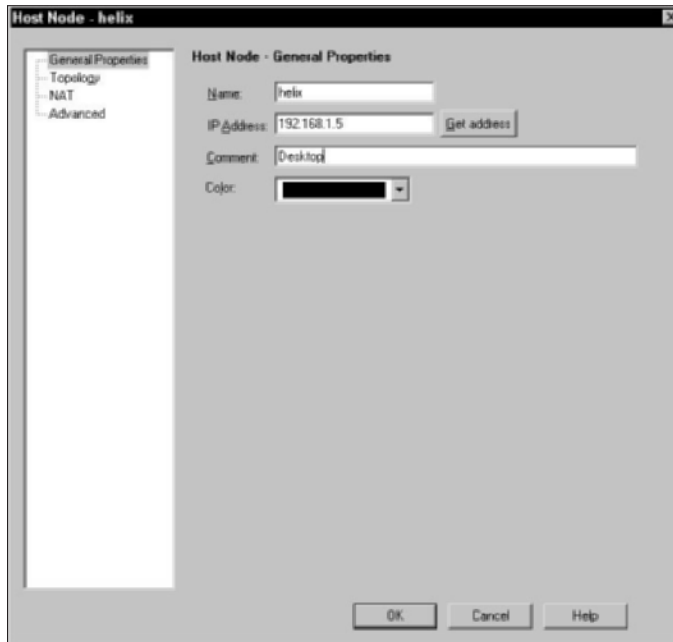 Host Node - helix
General Properties
Topology
NAT
Advanced
Host Node - General Properties
Name: helix
IP Address: 192.168.1.5 Get address
Comment: Desktop
Color:
OK Cancel Help